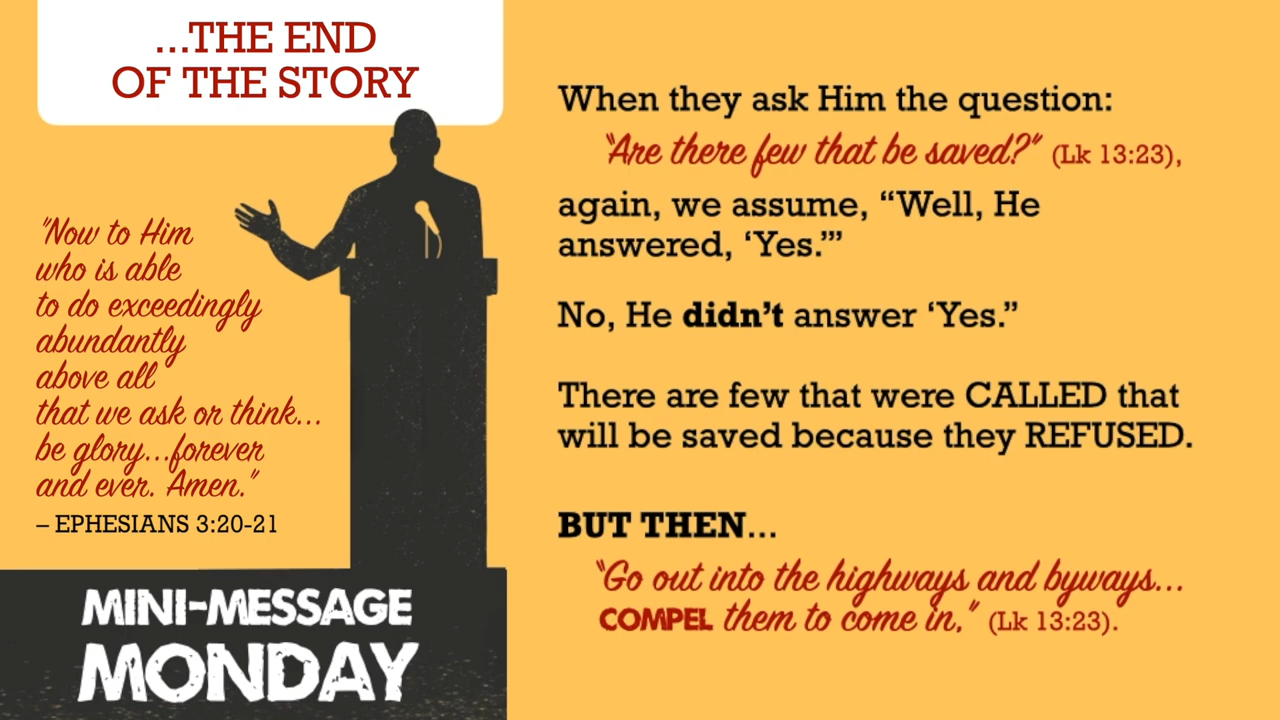 ...THE END
OF THE STORY
"Now to Him
who is able
to do exceedingly
abundantly
above all
that we ask or think...
be glory...forever
and ever. Amen."
– EPHESIANS 3:20-21
MINI-MESSAGE
MONDAY
When they ask Him the question:
"Are there few that be saved?" (Lk 13:23),
again, we assume, “Well, He
answered, ‘Yes.’”
No, He didn’t answer ‘Yes.”
There are few that were CALLED that
will be saved because they REFUSED.
BUT THEN...
"Go out into the highways and byways...
COMPEL them to come in," (Lk 13:23).